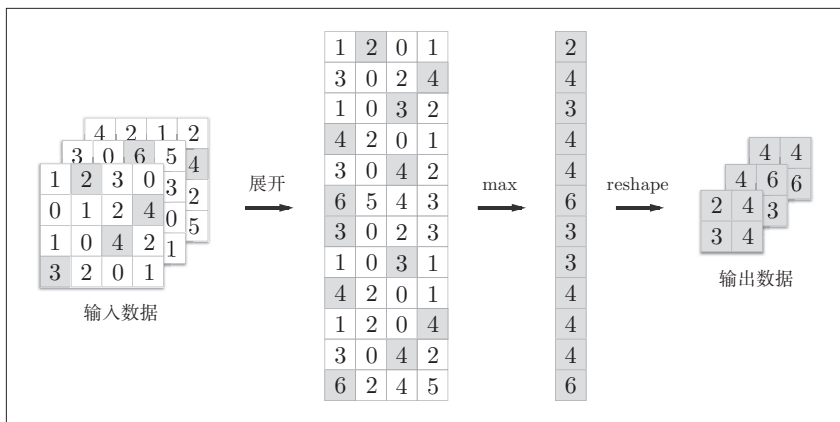 4 2 1 2
3 0 6 5 4
1 2 3 0 3 2
0 1 2 4 0 5
1 0 4 2 1
3 2 0 1
输入数据
展开
1 2 0 1
3 0 2 4
1 0 3 2
4 2 0 1
3 0 4 2
6 5 4 3
3 0 2 3
1 0 3 1
4 2 0 1
1 2 0 4
3 0 4 2
6 2 4 5
max
2
4
3
4
4
6
3
3
4
4
4
6
reshape
4 4
4 6 6
2 4 3
3 4
输出数据